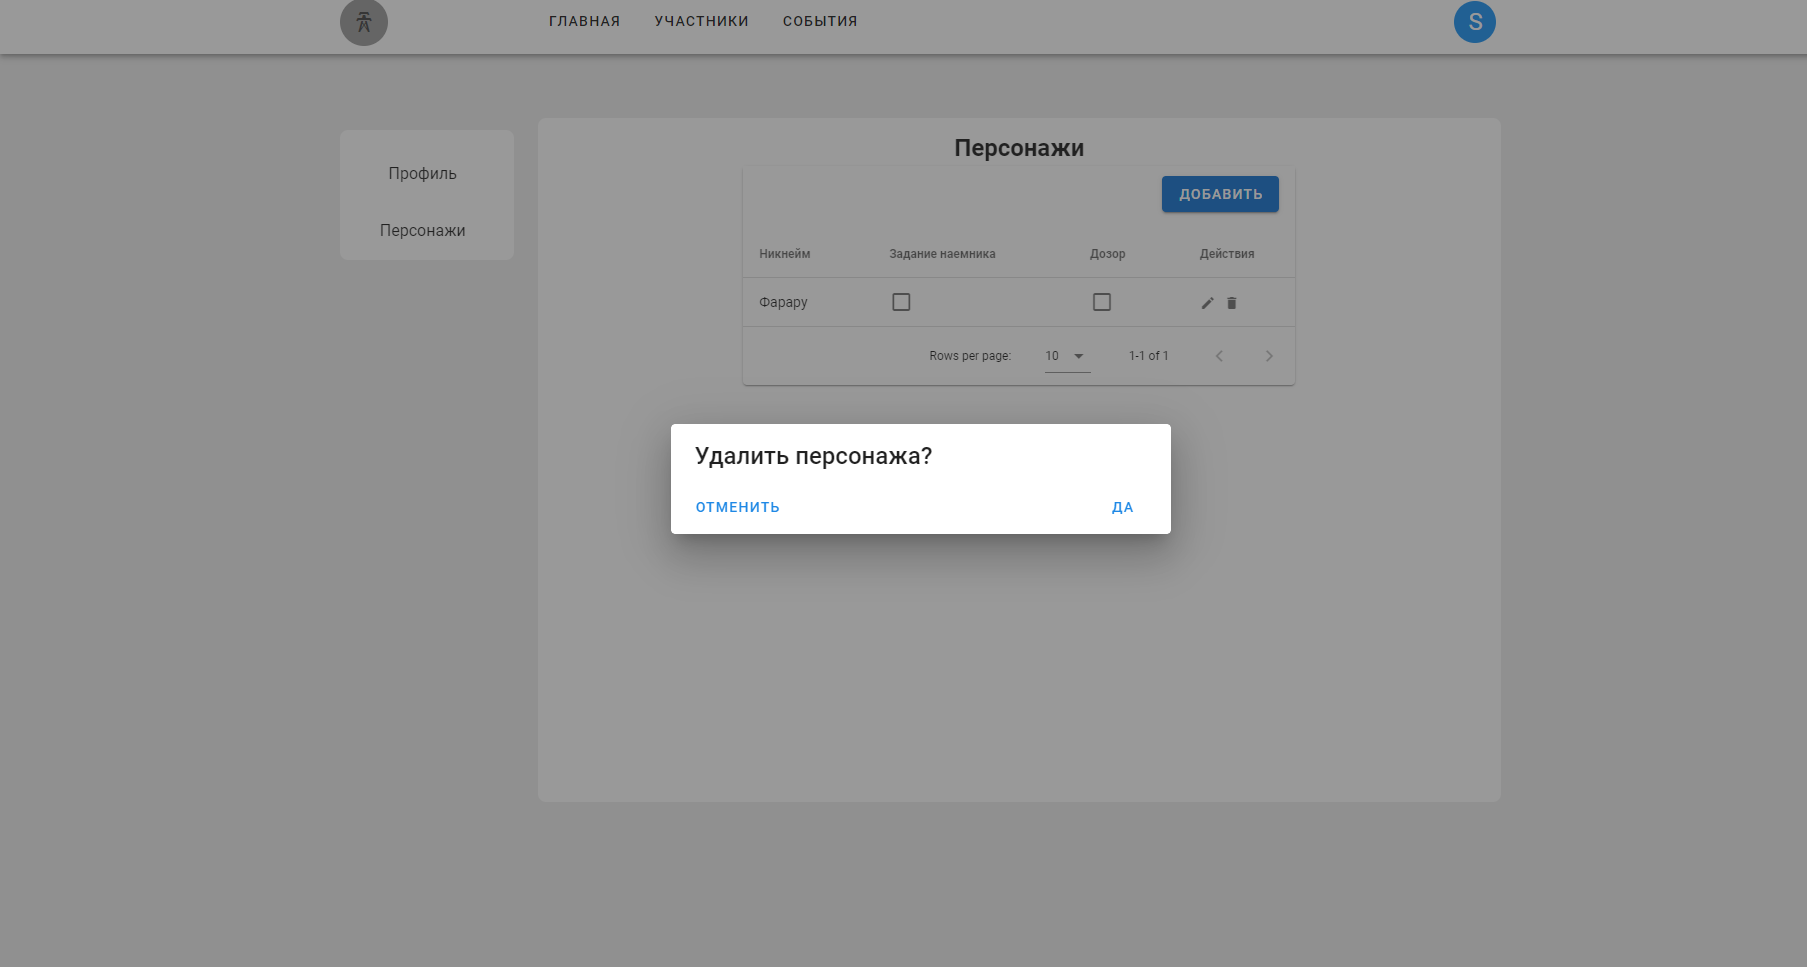 ГЛАВНАЯ УЧАСТНИКИ СОБЫТИЯ S
Профиль
Персонажи
Персонажи
ДОБАВИТЬ
Никнейм Задание наемника Дозор Действия
Фарару
Rows per page: 10 1-1 of 1
Удалить персонажа?
ОТМЕНИТЬ ДА